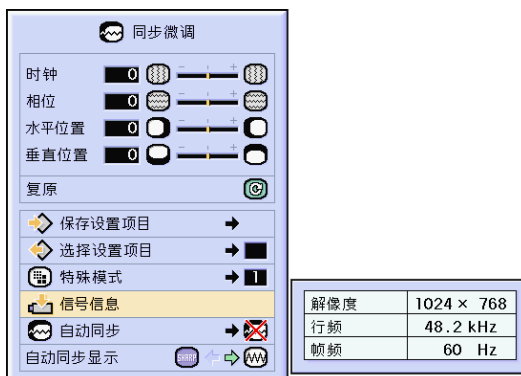 同步微调
时钟 0 - +
相位 0 - +
水平位置 0 - +
垂直位置 0 - +
复原
保存设置项目
选择设置项目
特殊模式 1
信号信息
自动同步
自动同步显示 SHARP
解像度 1024 × 768
行频 48.2 kHz
帧频 60 Hz